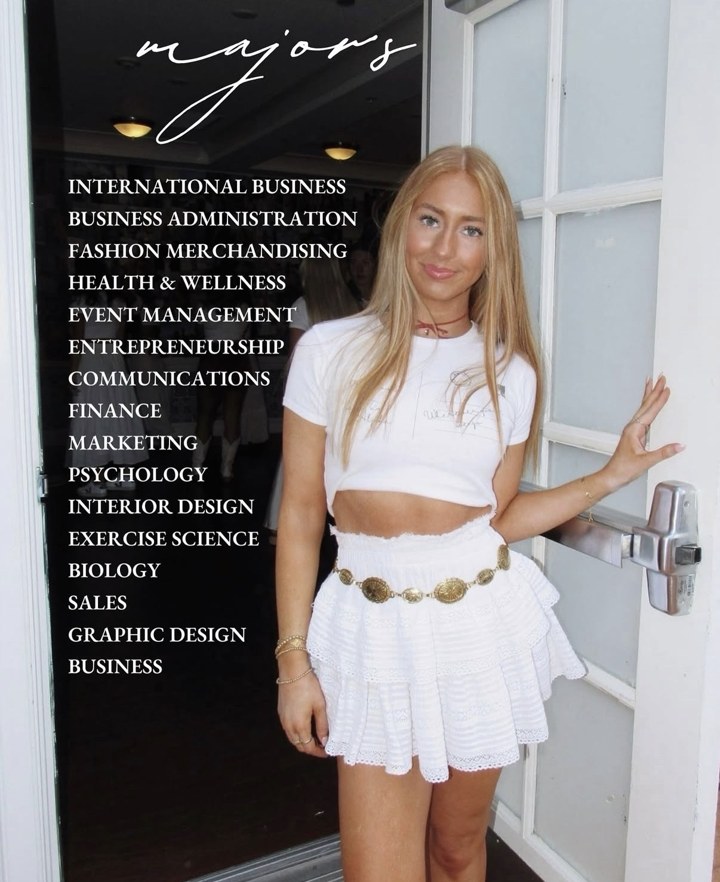 majors
INTERNATIONAL BUSINESS
BUSINESS ADMINISTRATION
FASHION MERCHANDISING
HEALTH & WELLNESS
EVENT MANAGEMENT
ENTREPRENEURSHIP
COMMUNICATIONS
FINANCE
MARKETING
PSYCHOLOGY
INTERIOR DESIGN
EXERCISE SCIENCE
BIOLOGY
SALES
GRAPHIC DESIGN
BUSINESS